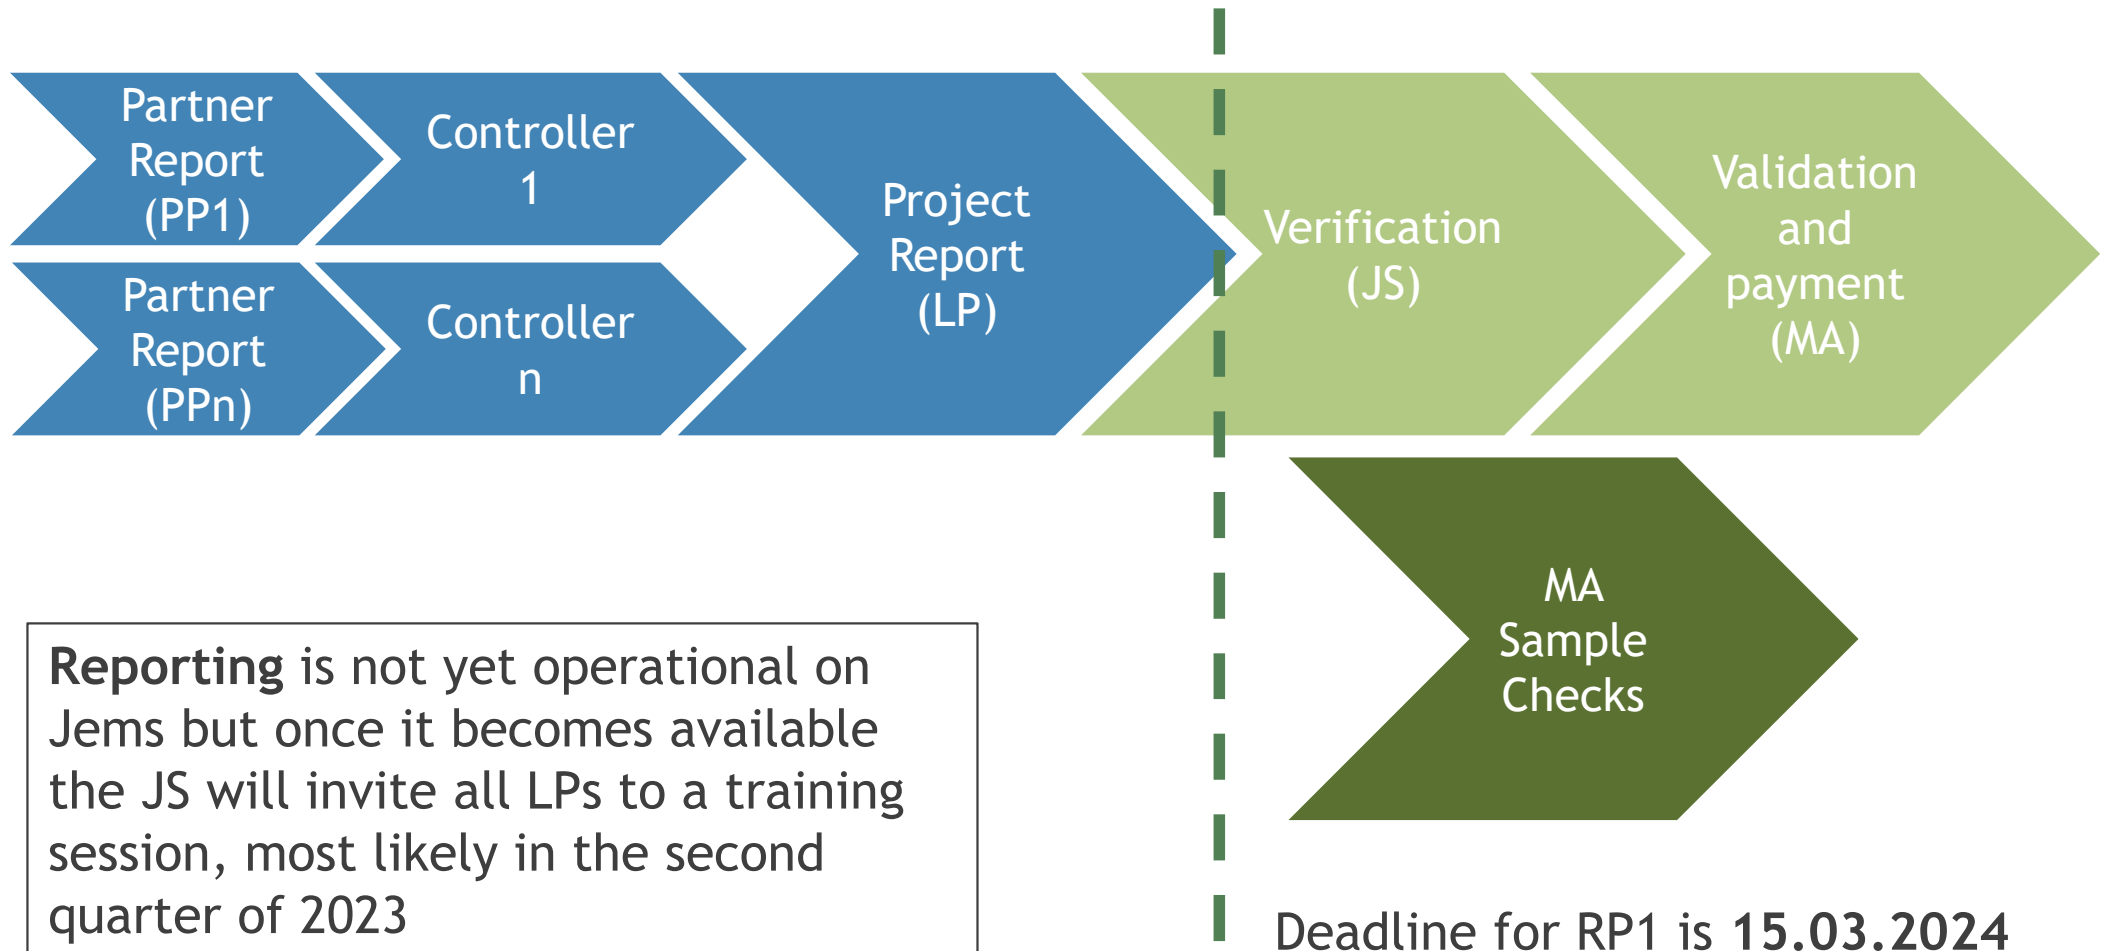 Partner
Report
(PP1)
Controller
1
Partner
Report
(PPn)
Controller
n
Project
Report
(LP)
Verification
(JS)
Validation
and
payment
(MA)
MA
Sample
Checks
Reporting is not yet operational on
Jems but once it becomes available
the JS will invite all LPs to a training
session, most likely in the second
quarter of 2023
Deadline for RP1 is 15.03.2024